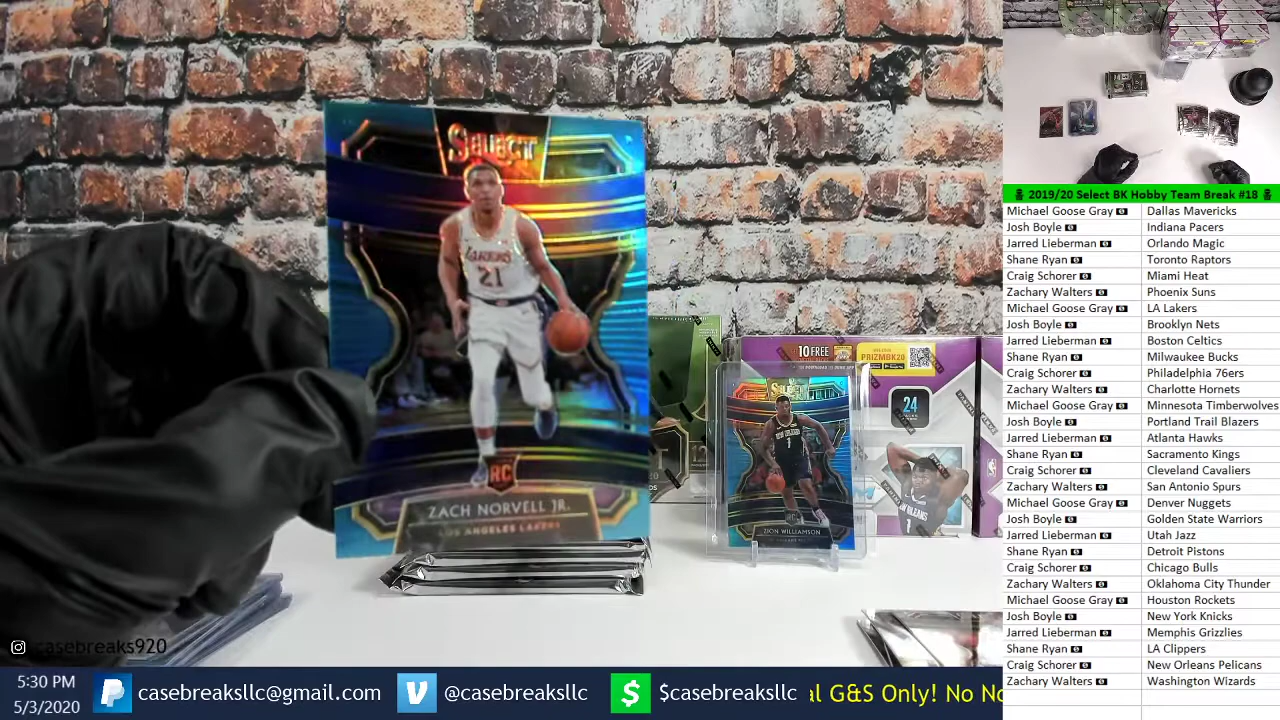 SELECT
LAKERS
21
RC
ZACH NORVELL JR.
LOS ANGELES LAKERS
10 FREE
PRIZMBK20
24
SELECT
NEW ORLEANS
1
ZION WILLIAMSON
casebreaks920
5:30 PM
5/3/2020
casebreaksllc@gmail.com
@casebreaksllc
$casebreaksllc
al G&S Only! No No
2019/20 Select BK Hobby Team Break #18
Michael Goose Gray Dallas Mavericks
Josh Boyle Indiana Pacers
Jarred Lieberman Orlando Magic
Shane Ryan Toronto Raptors
Craig Schorer Miami Heat
Zachary Walters Phoenix Suns
Michael Goose Gray LA Lakers
Josh Boyle Brooklyn Nets
Jarred Lieberman Boston Celtics
Shane Ryan Milwaukee Bucks
Craig Schorer Philadelphia 76ers
Zachary Walters Charlotte Hornets
Michael Goose Gray Minnesota Timberwolves
Josh Boyle Portland Trail Blazers
Jarred Lieberman Atlanta Hawks
Shane Ryan Sacramento Kings
Craig Schorer Cleveland Cavaliers
Zachary Walters San Antonio Spurs
Michael Goose Gray Denver Nuggets
Josh Boyle Golden State Warriors
Jarred Lieberman Utah Jazz
Shane Ryan Detroit Pistons
Craig Schorer Chicago Bulls
Zachary Walters Oklahoma City Thunder
Michael Goose Gray Houston Rockets
Josh Boyle New York Knicks
Jarred Lieberman Memphis Grizzlies
Shane Ryan LA Clippers
Craig Schorer New Orleans Pelicans
Zachary Walters Washington Wizards